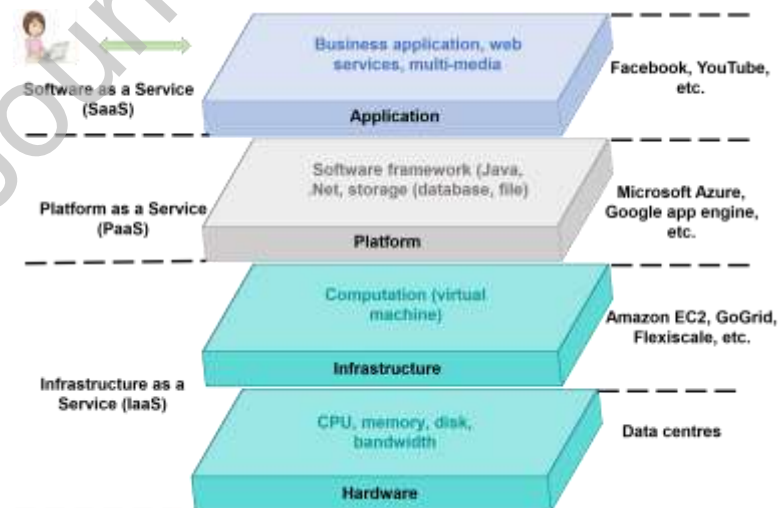 Business application, web
services, multi-media
Application
Software as a Service
(SaaS)
Facebook, YouTube,
etc.
Software framework (Java,
.Net, storage (database, file)
Platform
Platform as a Service
(PaaS)
Microsoft Azure,
Google app engine,
etc.
Computation (virtual
machine)
Infrastructure
Amazon EC2, GoGrid,
Flexiscale, etc.
Infrastructure as a
Service (IaaS)
CPU, memory, disk,
bandwidth
Hardware
Data centres